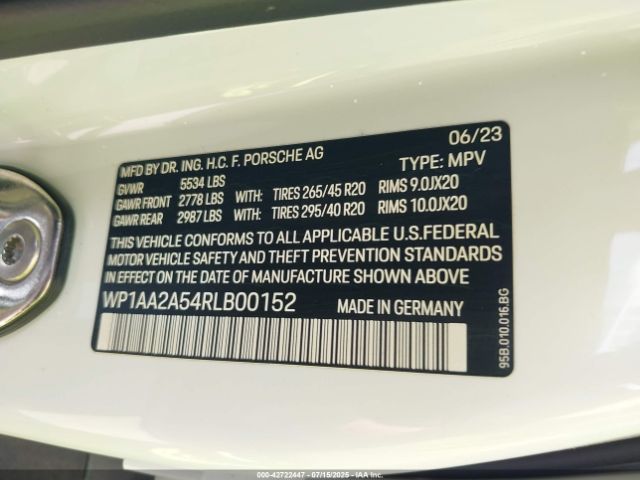 MFD BY DR. ING. H.C. F. PORSCHE AG 06/23
GVWR 5534 LBS TYPE: MPV
GAWR FRONT 2778 LBS WITH: TIRES 265/45 R20 RIMS 9.0JX20
GAWR REAR 2987 LBS WITH: TIRES 295/40 R20 RIMS 10.0JX20
THIS VEHICLE CONFORMS TO ALL APPLICABLE U.S.FEDERAL
MOTOR VEHICLE SAFETY AND THEFT PREVENTION STANDARDS
IN EFFECT ON THE DATE OF MANUFACTURE SHOWN ABOVE
WP1AA2A54RLB00152 MADE IN GERMANY
95B.010.016.BG
000-42722447 - 07/15/2025 - IAA Inc.